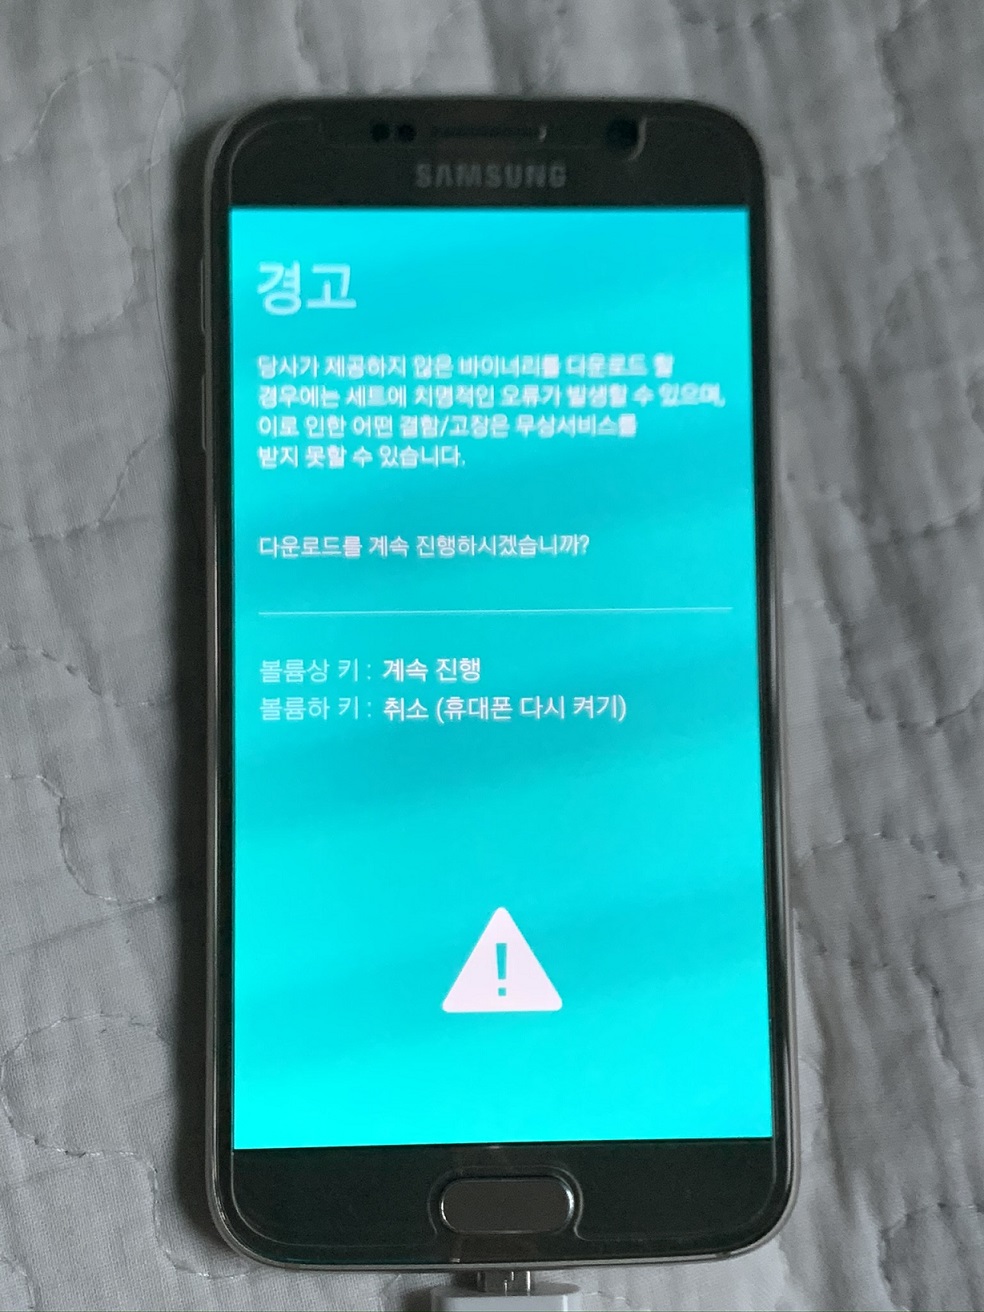 SAMSUNG
경고
당사가 제공하지 않은 바이너리를 다운로드 할
경우에는 세트에 치명적인 오류가 발생할 수 있으며,
이로 인한 어떤 결함/고장은 무상서비스를
받지 못할 수 있습니다.
다운로드를 계속 진행하시겠습니까?
볼륨상 키 : 계속 진행
볼륨하 키 : 취소 (휴대폰 다시 켜기)
!